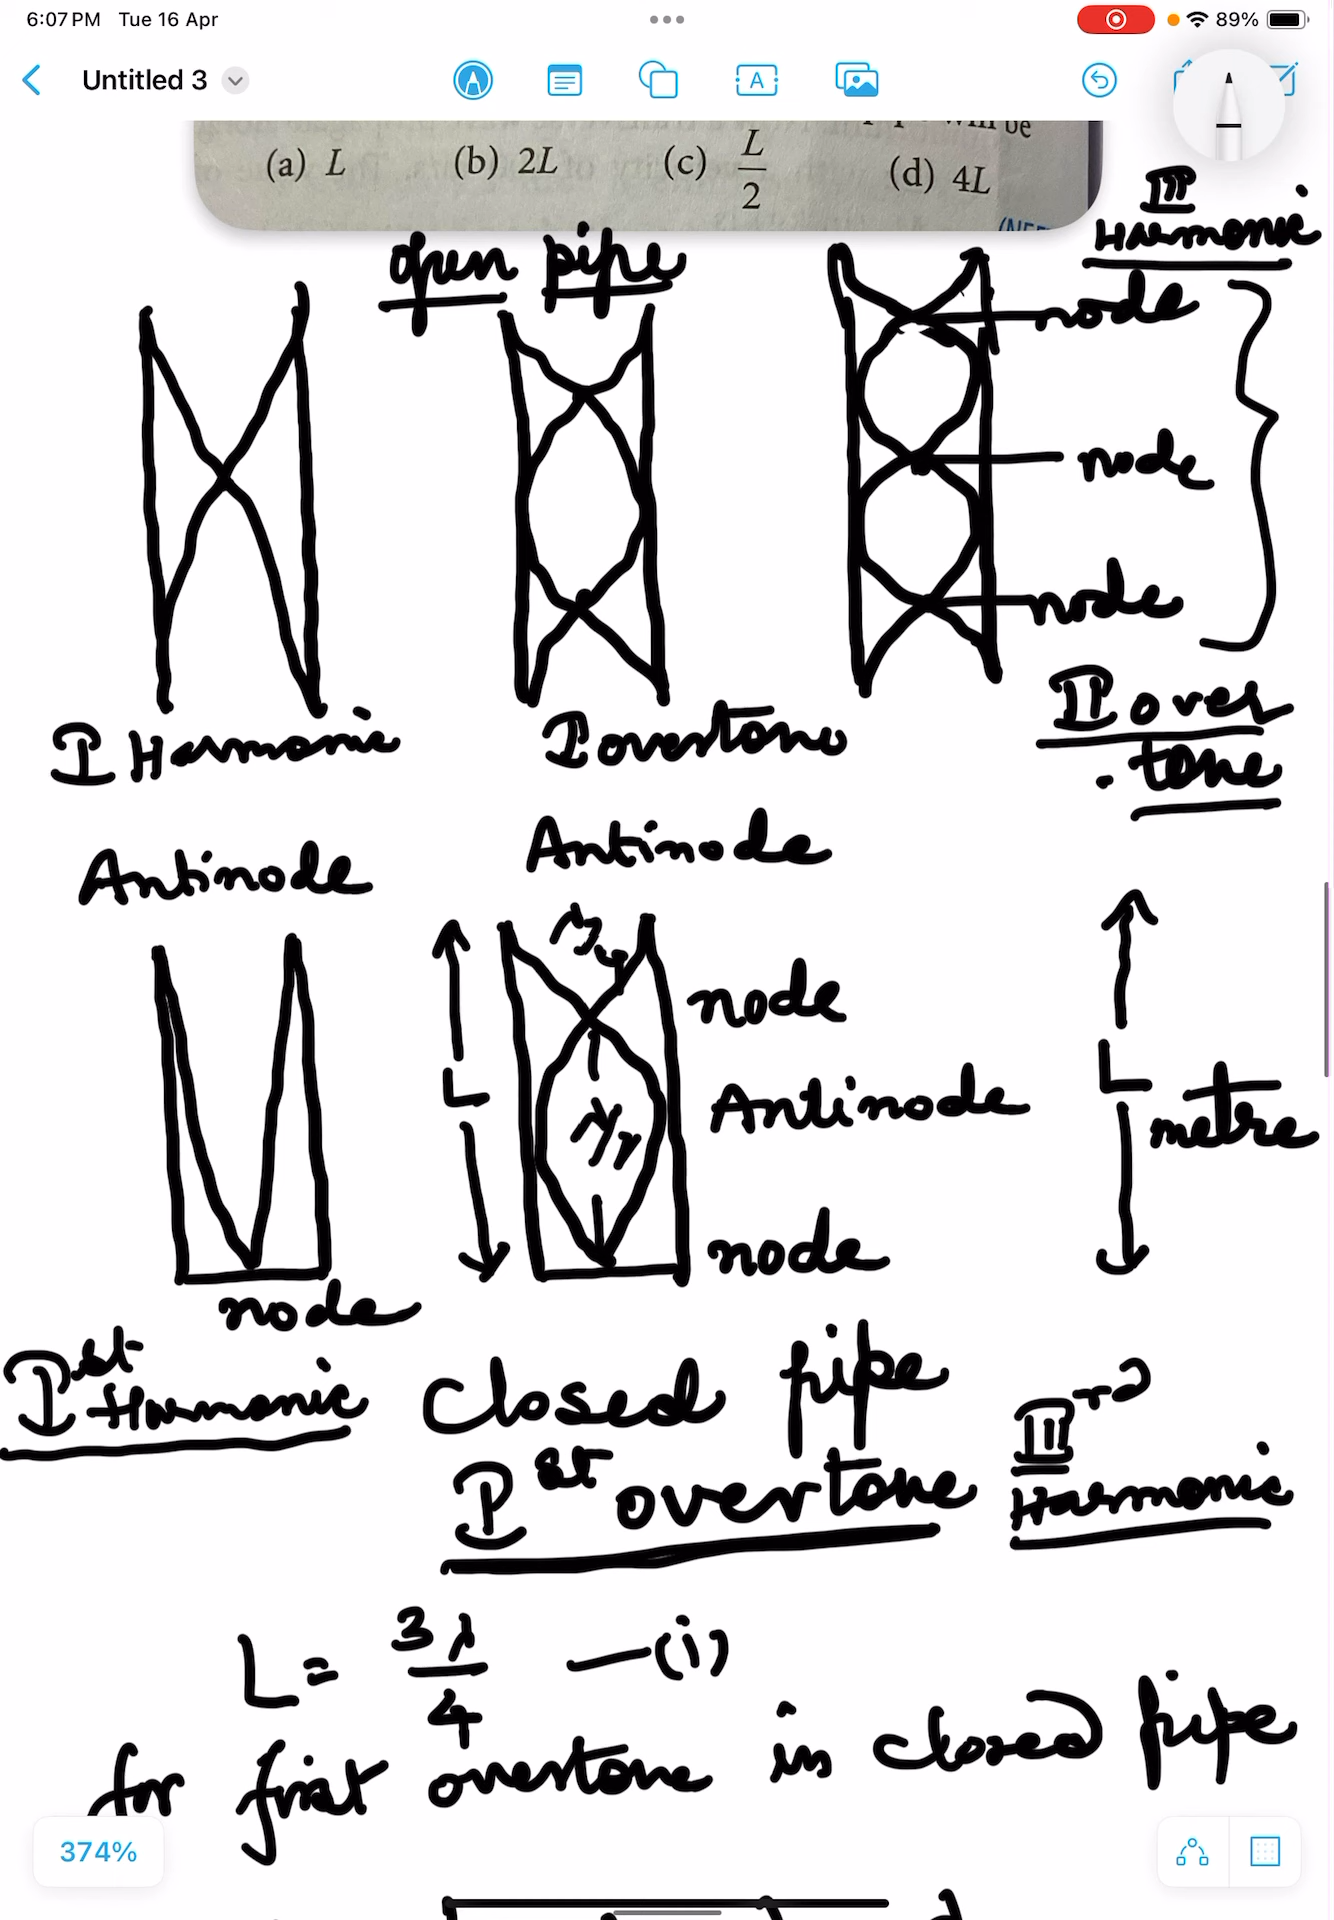 6:07 PM Tue 16 Apr
89%
Untitled 3
A
will be
(a) L (b) 2L (c) L/2 (d) 4L
III Harmonic
open pipe
node
node
node
I Harmonic I overtone II over
tone
Antinode Antinode
λ/4
node
L λ/2 Antinode L metre
node
node
Ist Harmonic Closed pipe IIIrd Harmonic
Ist overtone
L = 3λ/4 —(i)
for first overtone in closed pipe
374%